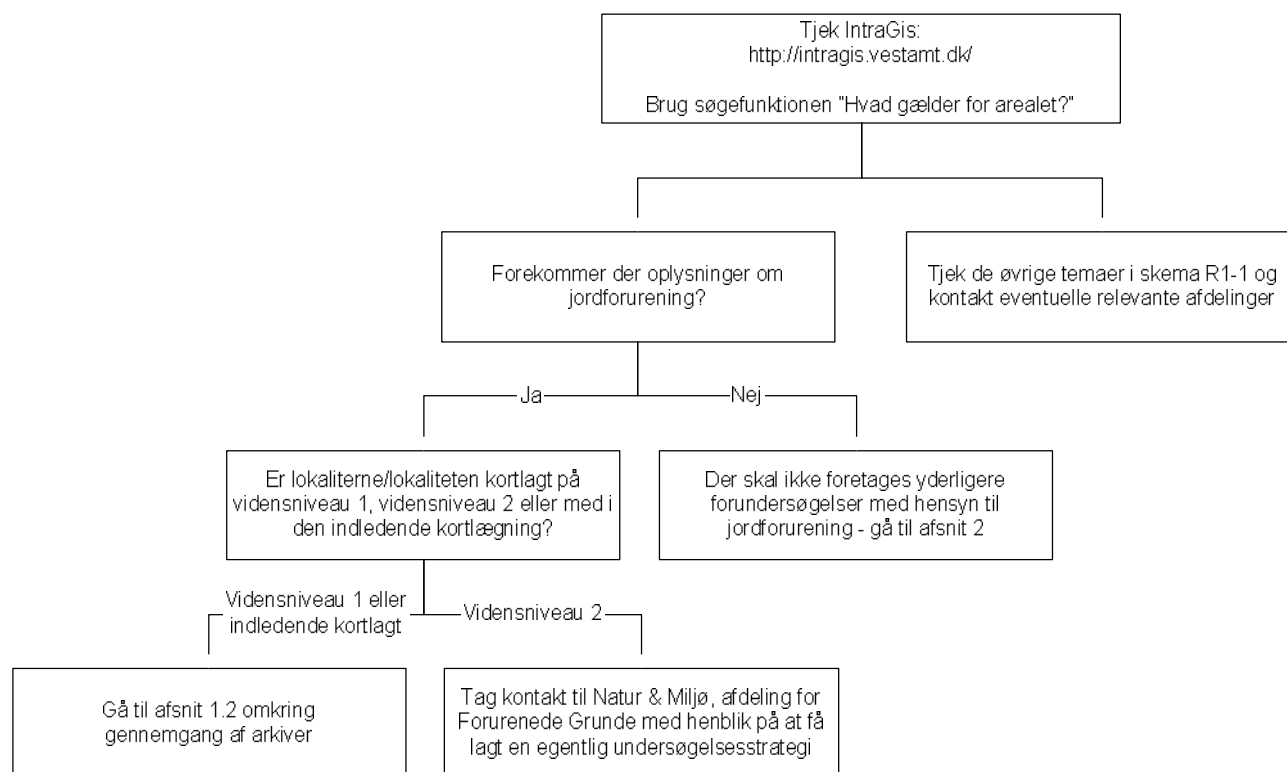 Tjek IntraGis:
http://intragis.vestamt.dk/
Brug søgefunktionen "Hvad gælder for arealet?"
Forekommer der oplysninger om
jordforurening?
Tjek de øvrige temaer i skema R1-1 og
kontakt eventuelle relevante afdelinger
Ja
Nej
Er lokaliterne/lokaliteten kortlagt på
vidensniveau 1, vidensniveau 2 eller med i
den indledende kortlægning?
Der skal ikke foretages yderligere
forundersøgelser med hensyn til
jordforurening - gå til afsnit 2
Vidensniveau 1 eller
indledende kortlagt
Vidensniveau 2
Gå til afsnit 1.2 omkring
gennemgang af arkiver
Tag kontakt til Natur & Miljø, afdeling for
Forurenede Grunde med henblik på at få
lagt en egentlig undersøgelsesstrategi